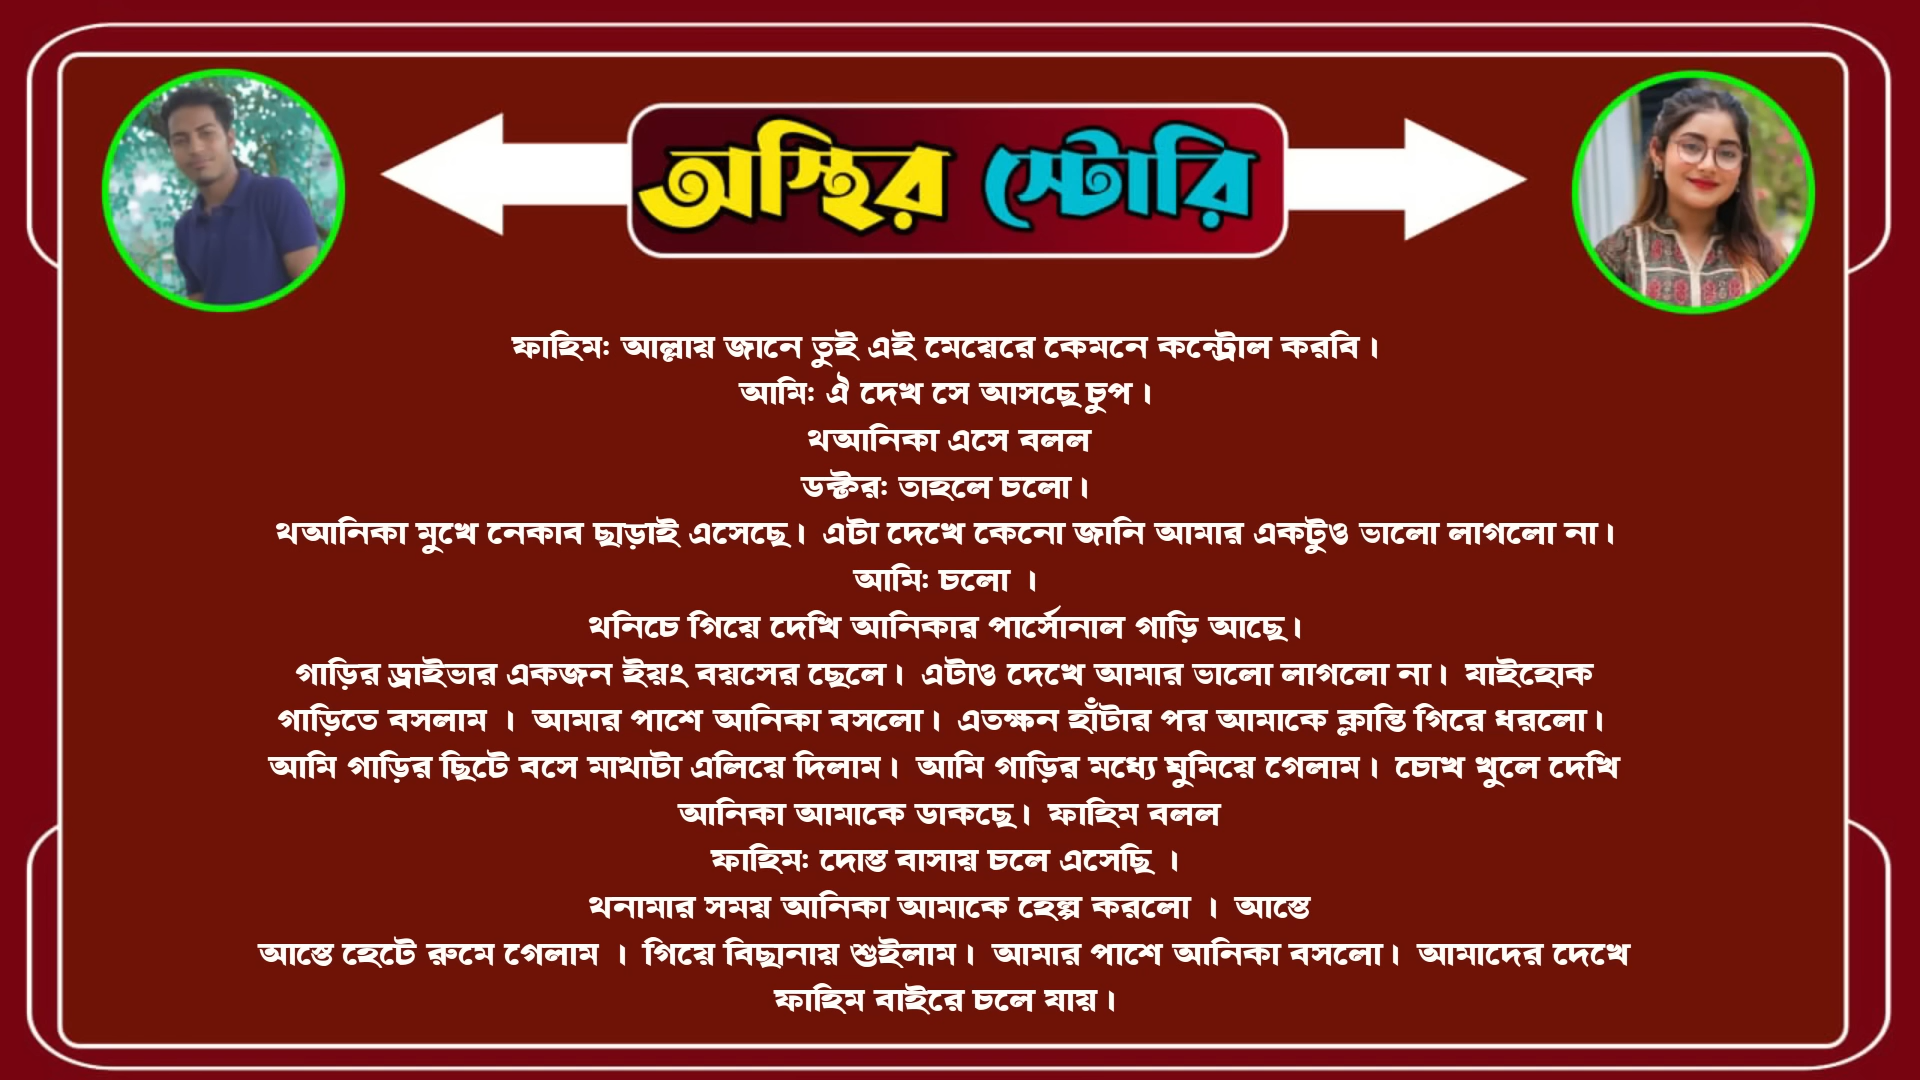 অস্থির স্টোরি
ফাহিম: আল্লায় জানে তুই এই মেয়েরে কেমনে কন্ট্রোল করবি।
আমি: ঐ দেখ সে আসছে চুপ।
থআনিকা এসে বলল
ডক্টর: তাহলে চলো।
থআনিকা মুখে নেকাব ছাড়াই এসেছে। এটা দেখে কেনো জানি আমার একটুও ভালো লাগলো না।
আমি: চলো ।
থনিচে গিয়ে দেখি আনিকার পার্সোনাল গাড়ি আছে।
গাড়ির ড্রাইভার একজন ইয়ং বয়সের ছেলে। এটাও দেখে আমার ভালো লাগলো না। যাইহোক
গাড়িতে বসলাম । আমার পাশে আনিকা বসলো। এতক্ষন হাঁটার পর আমাকে ক্লান্তি গিরে ধরলো।
আমি গাড়ির ছিটে বসে মাথাটা এলিয়ে দিলাম। আমি গাড়ির মধ্যে ঘুমিয়ে গেলাম। চোখ খুলে দেখি
আনিকা আমাকে ডাকছে। ফাহিম বলল
ফাহিম: দোস্ত বাসায় চলে এসেছি ।
থনামার সময় আনিকা আমাকে হেল্প করলো । আস্তে
আস্তে হেটে রুমে গেলাম । গিয়ে বিছানায় শুইলাম। আমার পাশে আনিকা বসলো। আমাদের দেখে
ফাহিম বাইরে চলে যায়।